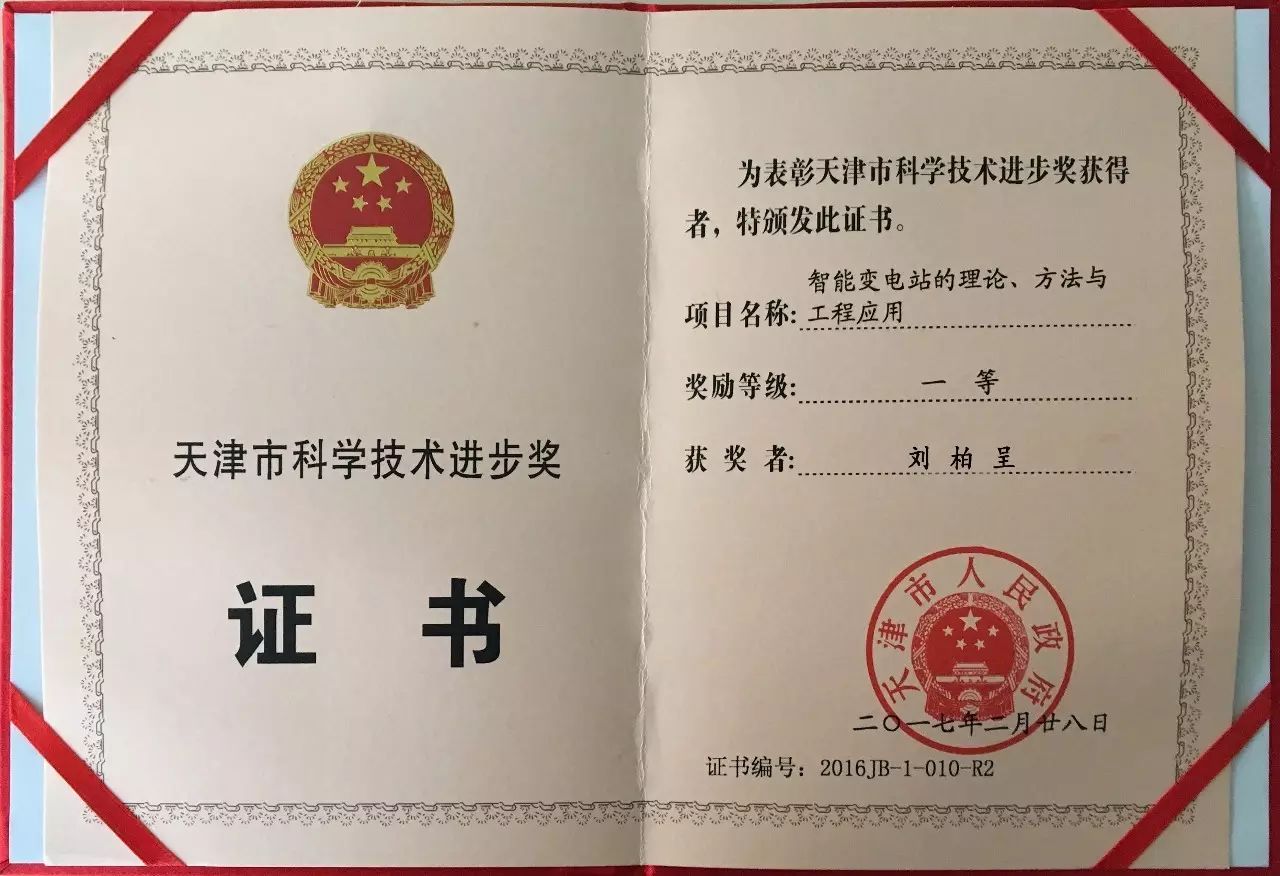 天津市科学技术进步奖
证 书
为表彰天津市科学技术进步奖获得
者，特颁发此证书。
智能变电站的理论、方法与
项目名称:工程应用
奖励等级: 一 等
获 奖 者: 刘 柏 呈
天津市人民政府
二〇一七年二月廿八日
证书编号：2016JB-1-010-R2